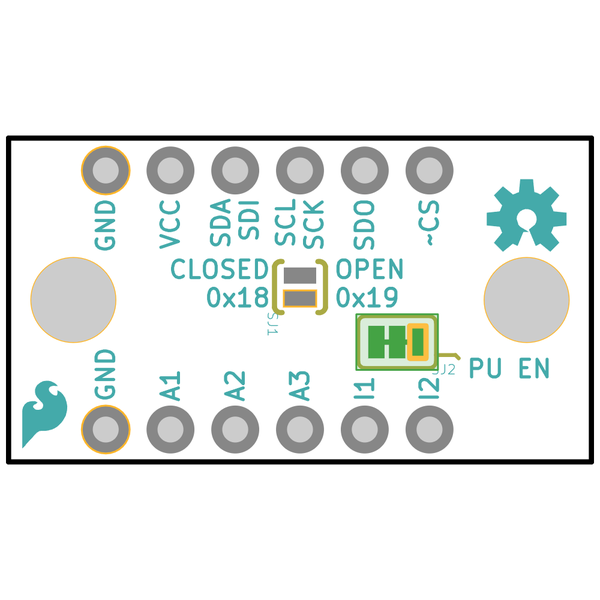 GND
VCC
SDA
SDI
SCL
SCK
SDO
~CS
CLOSED
OPEN
0x18
0x19
SJ1
SJ2
PU EN
GND
A1
A2
A3
I1
I2